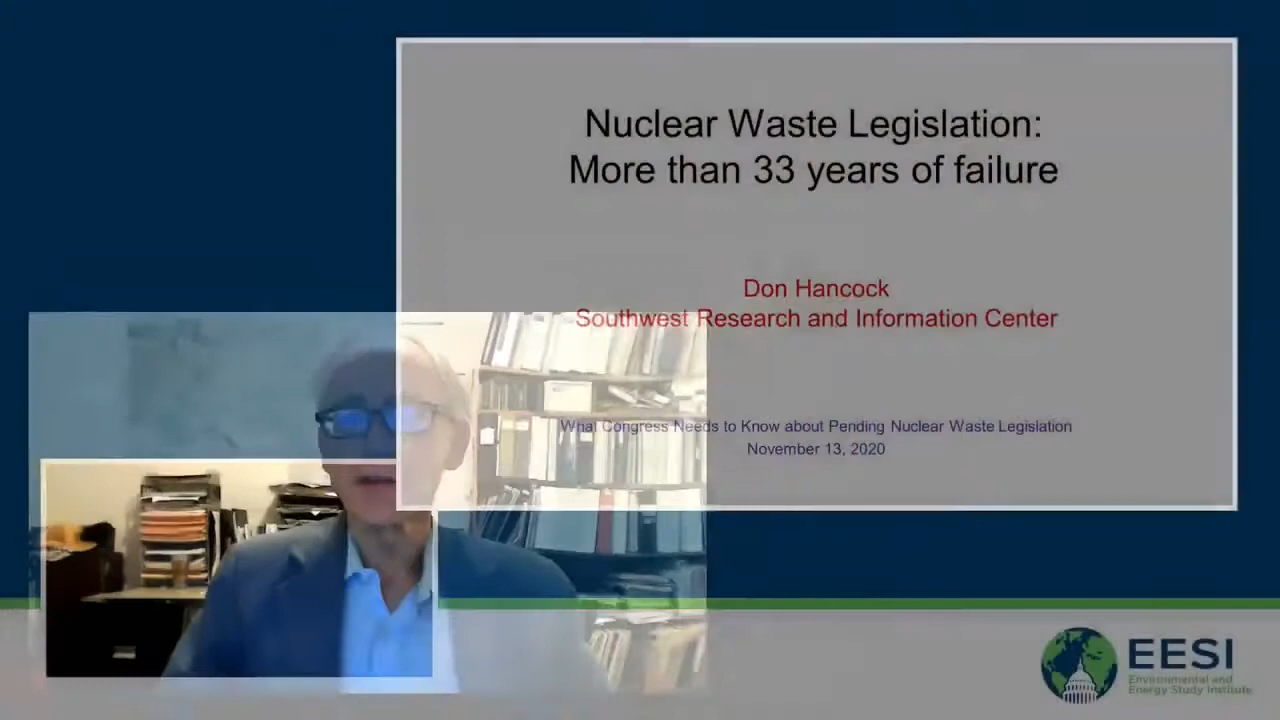 Nuclear Waste Legislation:
More than 33 years of failure
Don Hancock
Southwest Research and Information Center
What Congress Needs to Know about Pending Nuclear Waste Legislation
November 13, 2020
EESI
Environmental and
Energy Study Institute